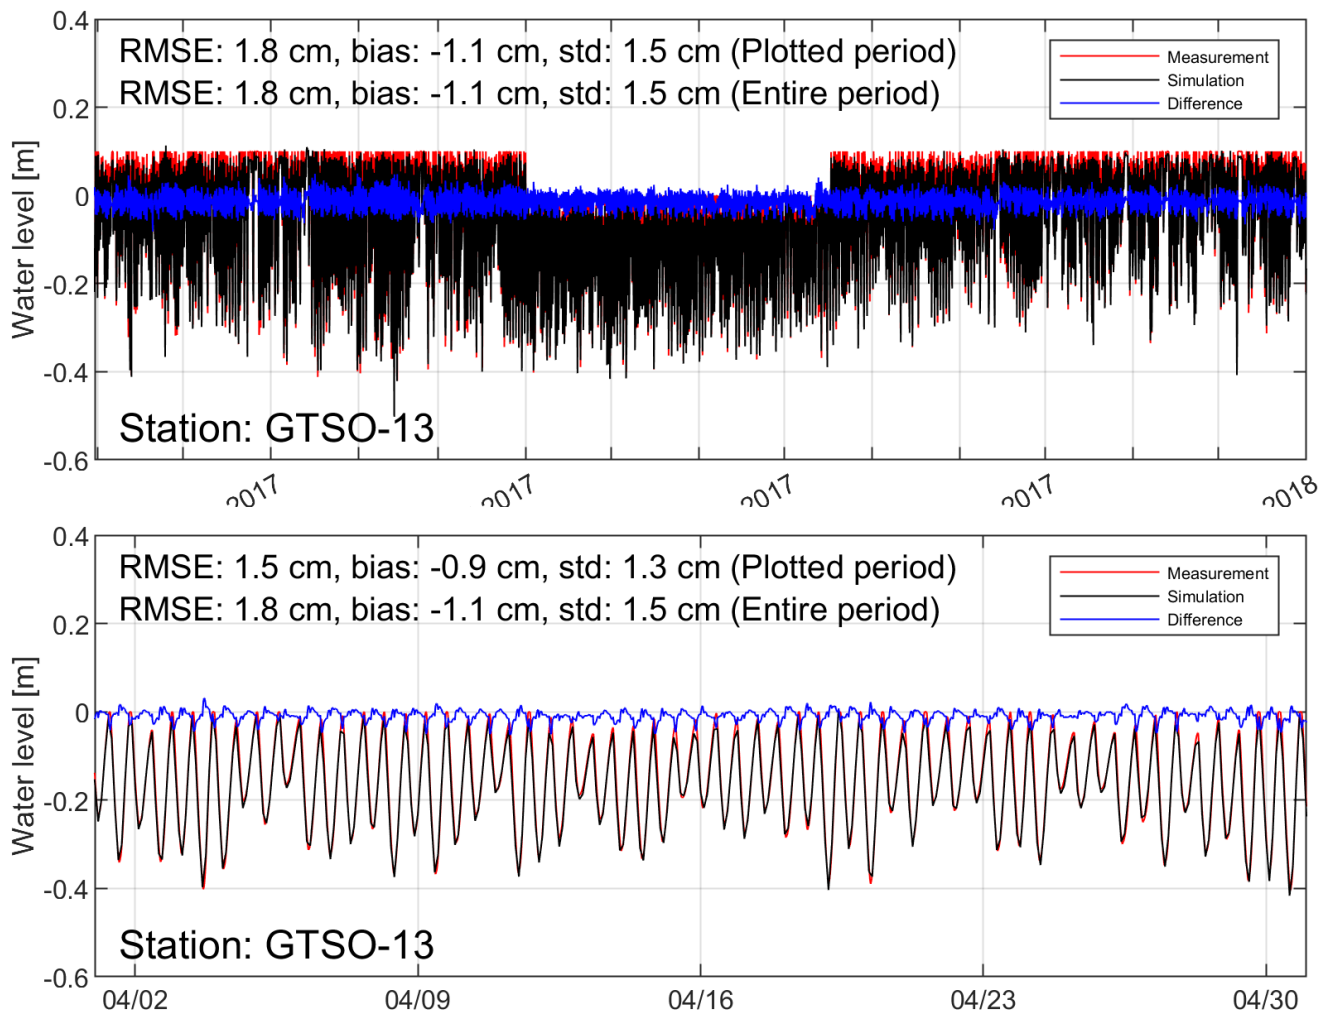 0.4
RMSE: 1.8 cm, bias: -1.1 cm, std: 1.5 cm (Plotted period)
RMSE: 1.8 cm, bias: -1.1 cm, std: 1.5 cm (Entire period)
Measurement
Simulation
Difference
0.2
0
-0.2
-0.4
-0.6
Water level [m]
Station: GTSO-13
2017
2017
2017
2017
2018
0.4
RMSE: 1.5 cm, bias: -0.9 cm, std: 1.3 cm (Plotted period)
RMSE: 1.8 cm, bias: -1.1 cm, std: 1.5 cm (Entire period)
Measurement
Simulation
Difference
0.2
0
-0.2
-0.4
-0.6
Water level [m]
Station: GTSO-13
04/02
04/09
04/16
04/23
04/30